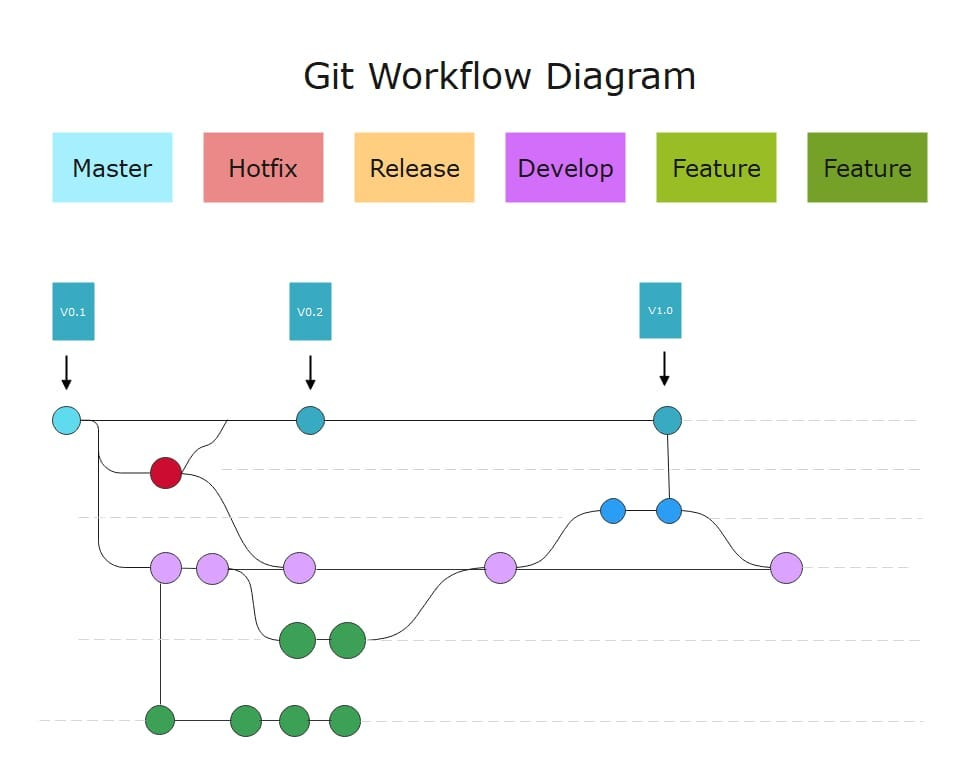 Git Workflow Diagram
Master
Hotfix
Release
Develop
Feature
Feature
V0.1
V0.2
V1.0